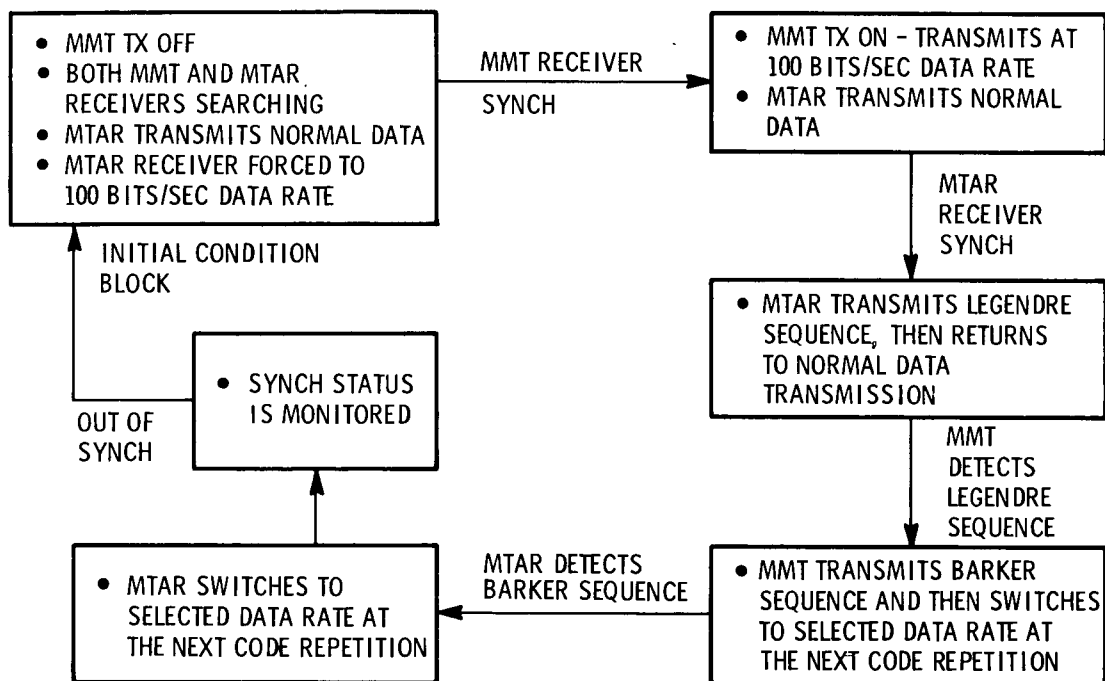 • MMT TX OFF
• BOTH MMT AND MTAR
RECEIVERS SEARCHING
• MTAR TRANSMITS NORMAL DATA
• MTAR RECEIVER FORCED TO
100 BITS/SEC DATA RATE
MMT RECEIVER
SYNCH
• MMT TX ON - TRANSMITS AT
100 BITS/SEC DATA RATE
• MTAR TRANSMITS NORMAL
DATA
MTAR
RECEIVER
SYNCH
• MTAR TRANSMITS LEGENDRE
SEQUENCE, THEN RETURNS
TO NORMAL DATA
TRANSMISSION
MMT
DETECTS
LEGENDRE
SEQUENCE
• MMT TRANSMITS BARKER
SEQUENCE AND THEN SWITCHES
TO SELECTED DATA RATE AT
THE NEXT CODE REPETITION
MTAR DETECTS
BARKER SEQUENCE
• MTAR SWITCHES TO
SELECTED DATA RATE AT
THE NEXT CODE REPETITION
• SYNCH STATUS
IS MONITORED
OUT OF
SYNCH
INITIAL CONDITION
BLOCK